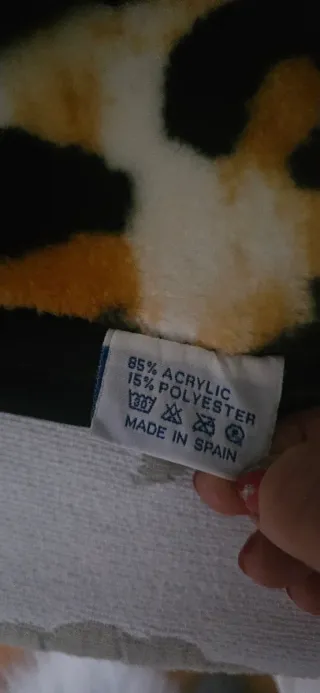 85% ACRYLIC
15% POLYESTER
MADE IN SPAIN